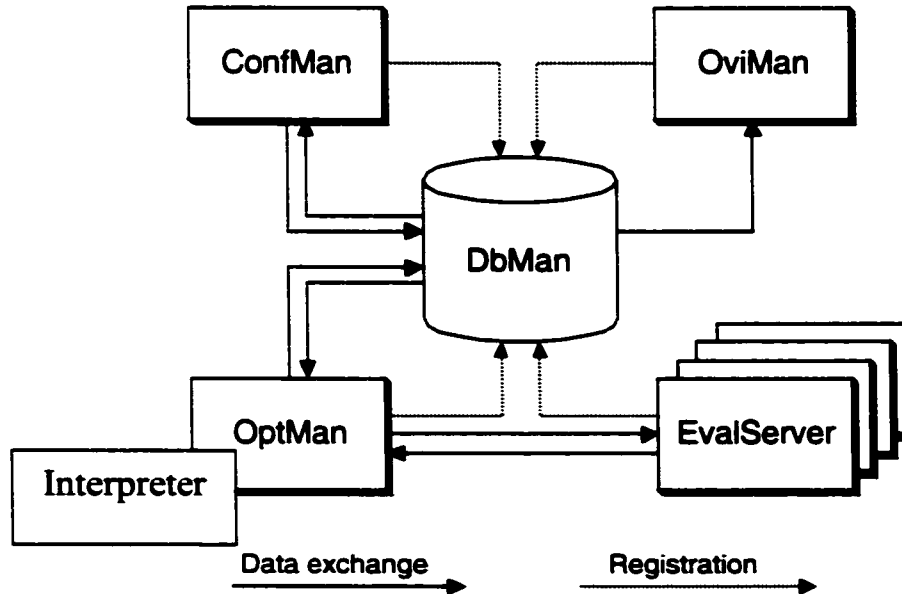 ConfMan
OviMan
DbMan
OptMan
EvalServer
Interpreter
Data exchange
Registration